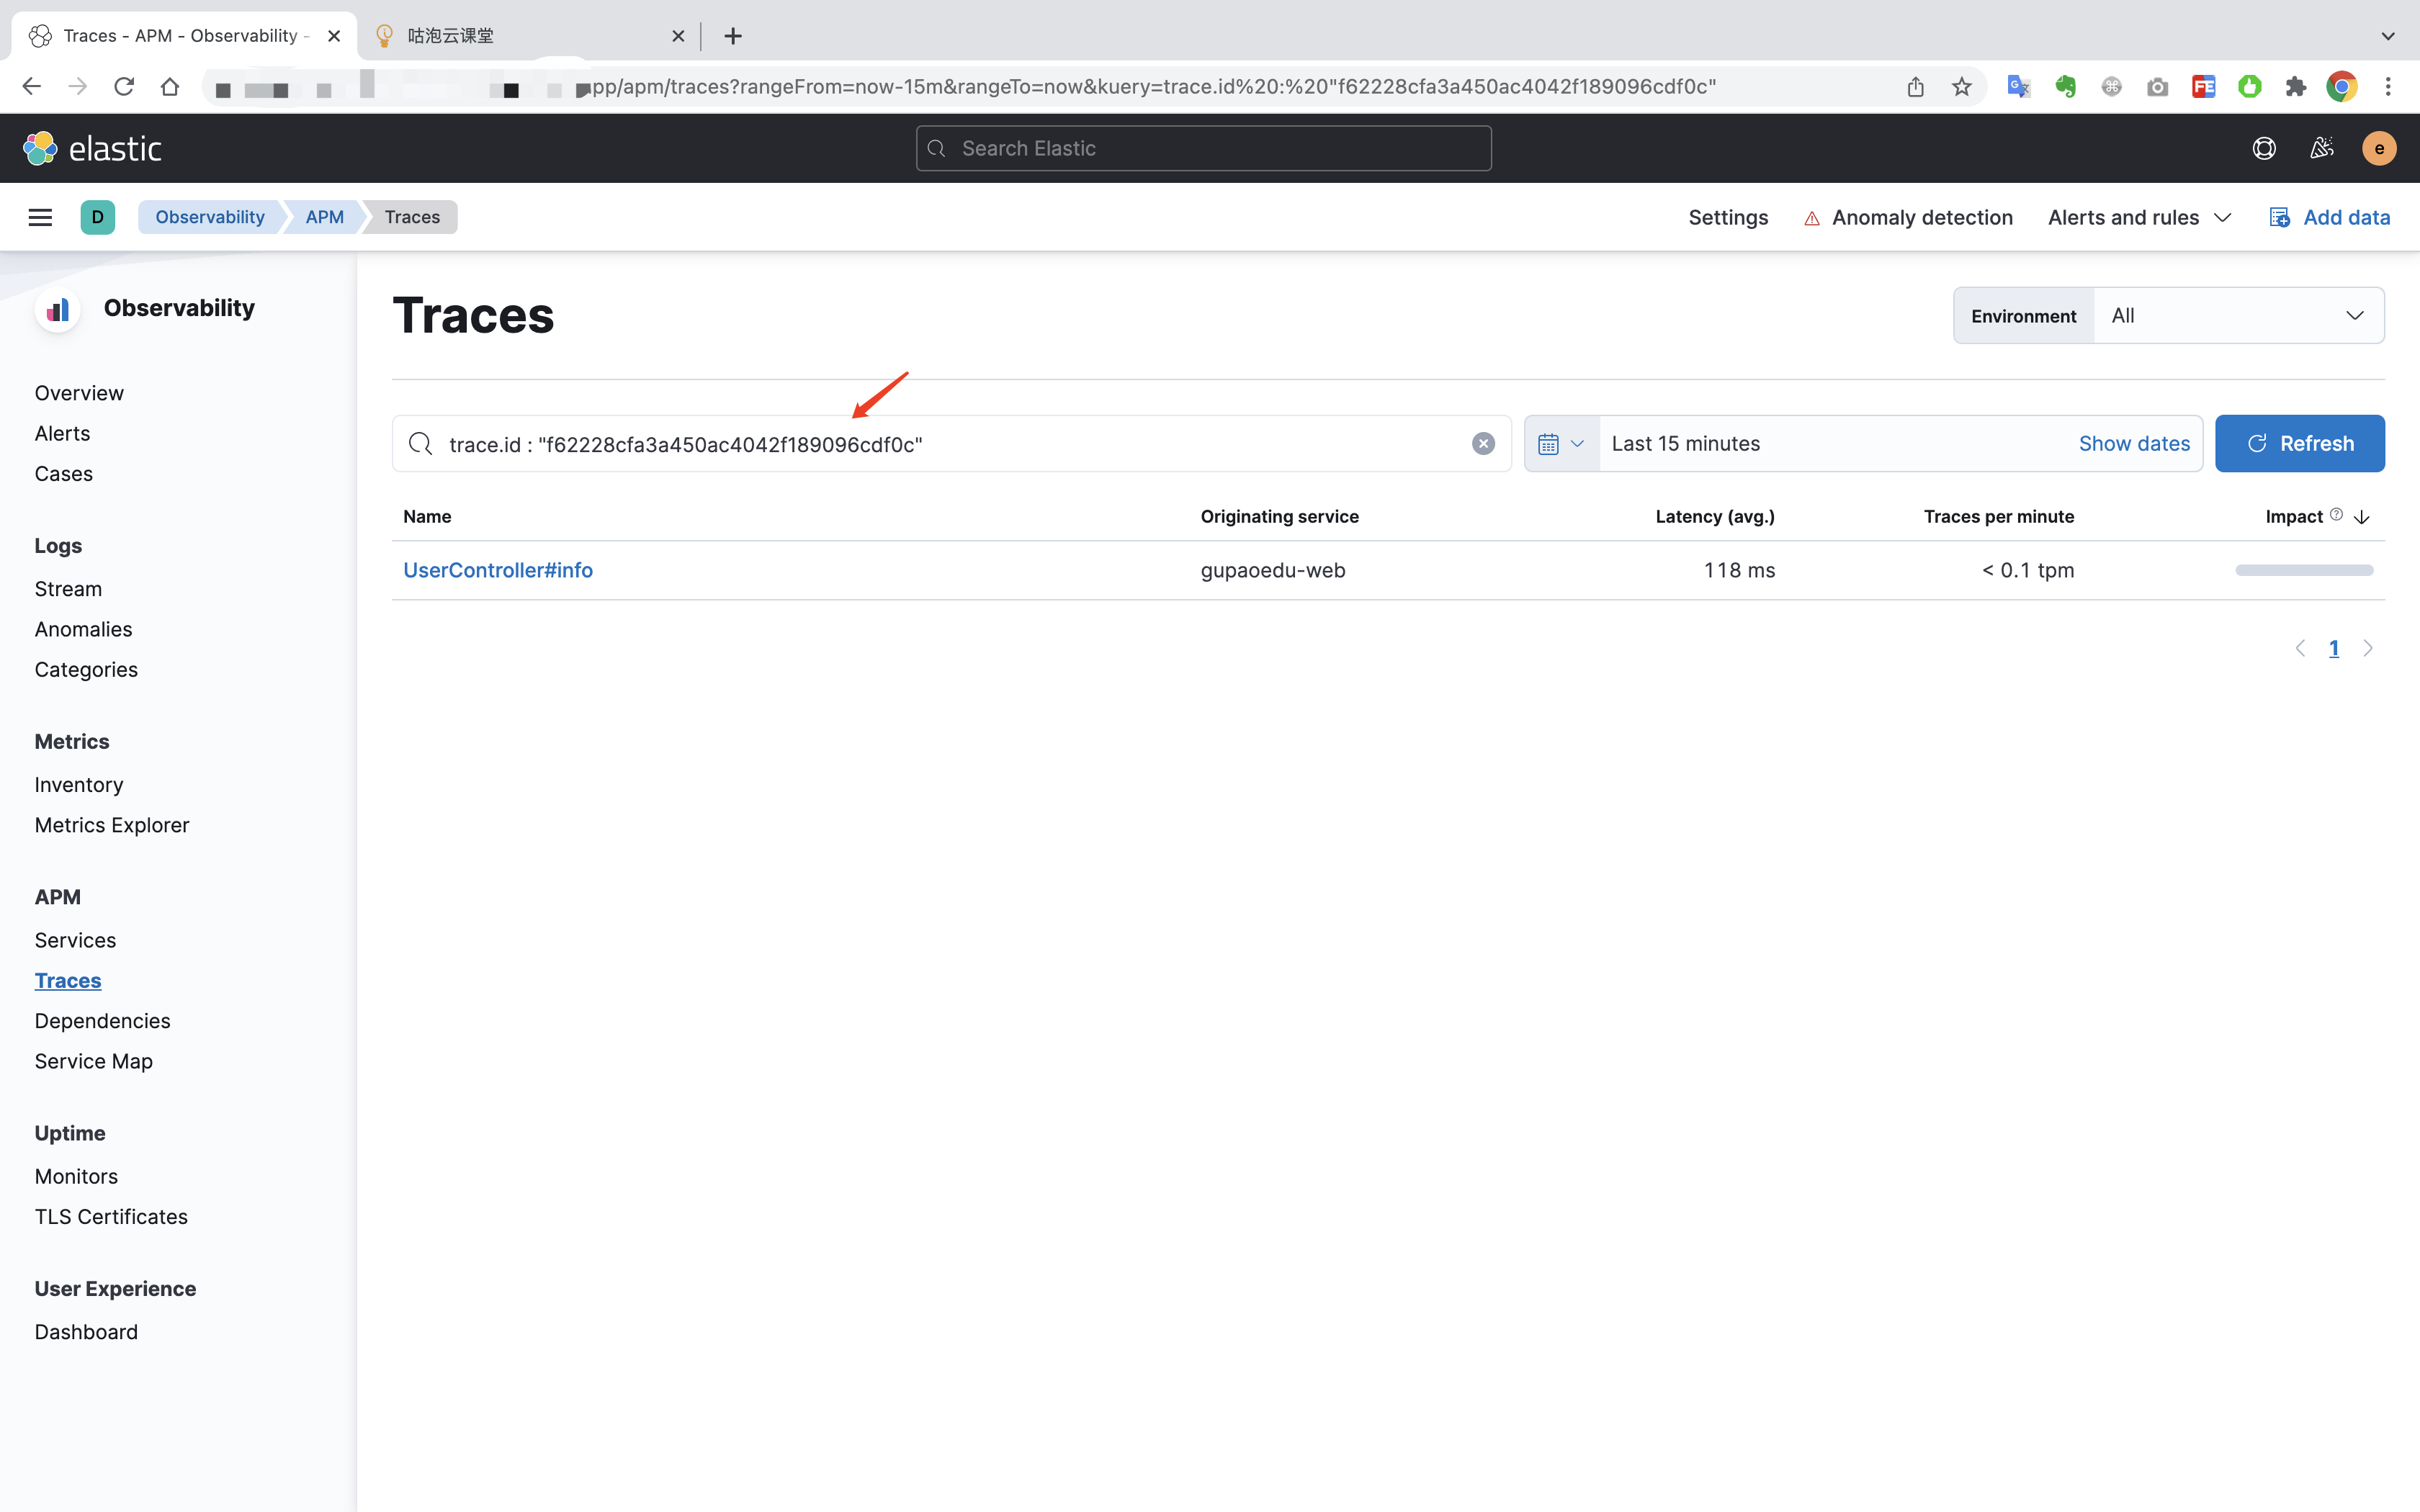 Traces - APM - Observability -
咕泡云课堂
pp/apm/traces?rangeFrom=now-15m&rangeTo=now&kuery=trace.id%20:%20"f62228cfa3a450ac4042f189096cdf0c"
elastic
Search Elastic
e
D
Observability
APM
Traces
Settings
Anomaly detection
Alerts and rules
Add data
Observability
Overview
Alerts
Cases
Logs
Stream
Anomalies
Categories
Metrics
Inventory
Metrics Explorer
APM
Services
Traces
Dependencies
Service Map
Uptime
Monitors
TLS Certificates
User Experience
Dashboard
Traces
Environment All
trace.id : "f62228cfa3a450ac4042f189096cdf0c"
Last 15 minutes
Show dates
Refresh
Name Originating service Latency (avg.) Traces per minute Impact
UserController#info gupaoedu-web 118 ms < 0.1 tpm
1